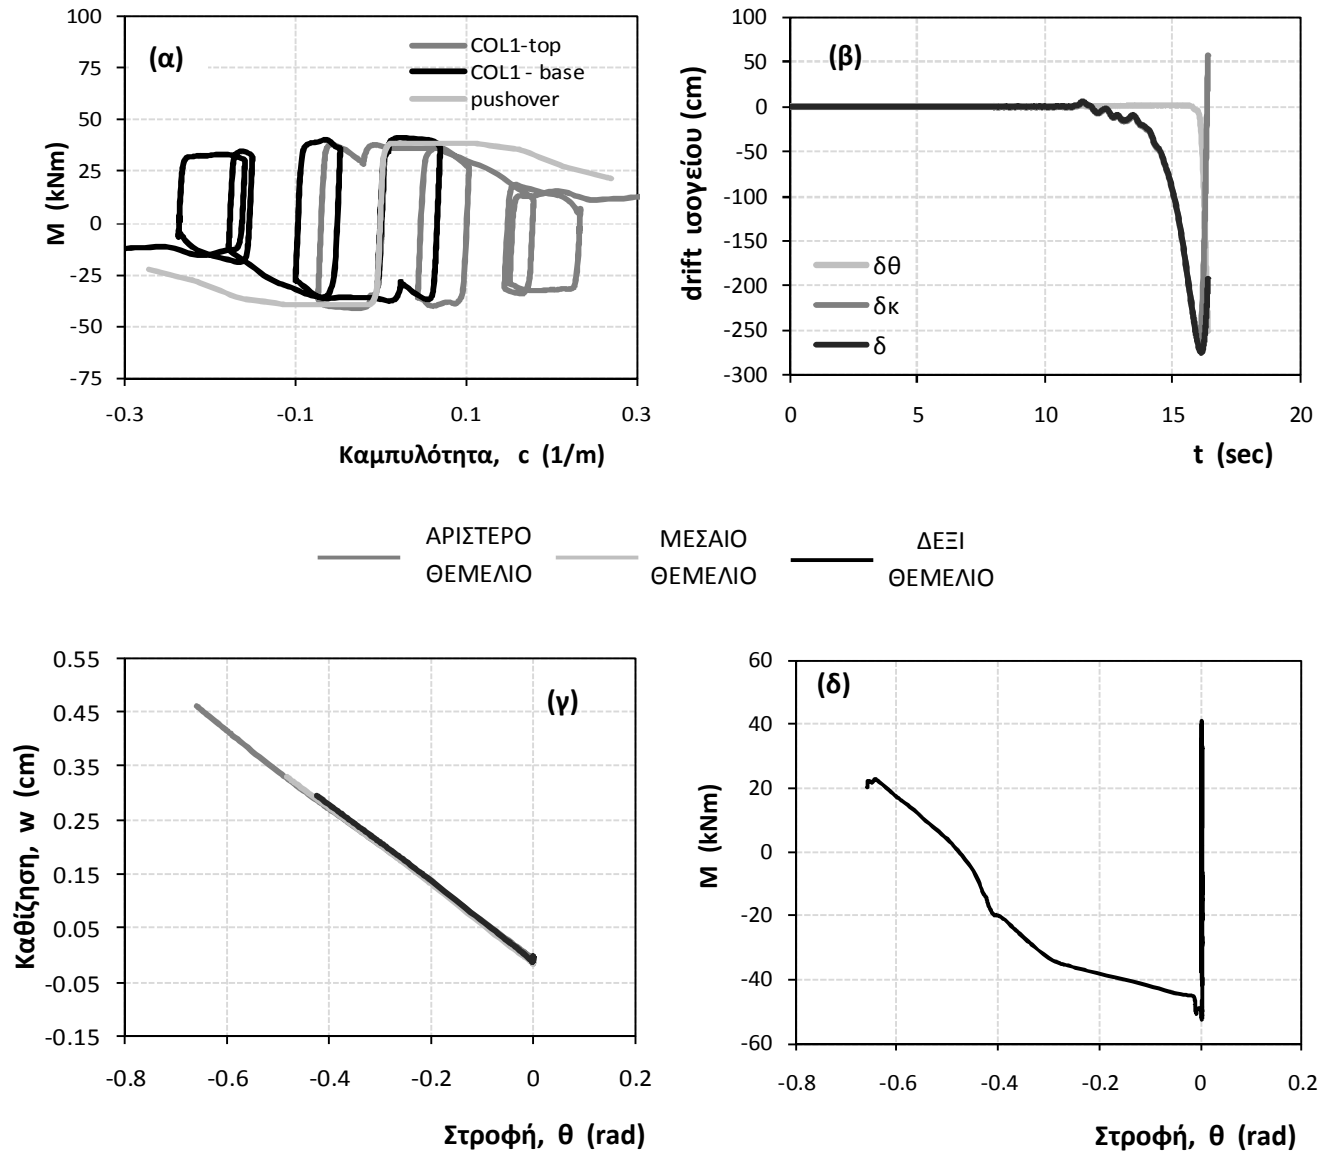 (α)
COL1-top
COL1 - base
pushover
100
75
50
25
0
-25
-50
-75
M (kNm)
-0.3
-0.1
0.1
0.3
Καμπυλότητα, c (1/m)
(β)
100
50
0
-50
-100
-150
-200
-250
-300
drift ισογείου (cm)
δθ
δκ
δ
0
5
10
15
20
t (sec)
ΑΡΙΣΤΕΡΟ
ΘΕΜΕΛΙΟ
ΜΕΣΑΙΟ
ΘΕΜΕΛΙΟ
ΔΕΞΙ
ΘΕΜΕΛΙΟ
(γ)
0.55
0.45
0.35
0.25
0.15
0.05
-0.05
-0.15
Καθίζηση, w (cm)
-0.8
-0.6
-0.4
-0.2
0
0.2
Στροφή, θ (rad)
(δ)
60
40
20
0
-20
-40
-60
M (kNm)
-0.8
-0.6
-0.4
-0.2
0
0.2
Στροφή, θ (rad)